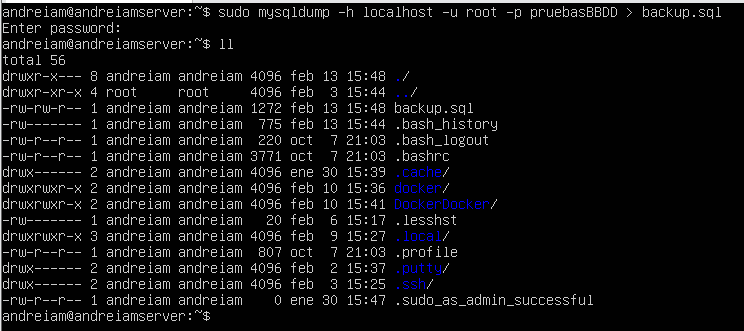 andreiam@andreiamserver:~$ sudo mysqldump -h localhost -u root -p pruebasBBDD > backup.sql
Enter password:
andreiam@andreiamserver:~$ ll
total 56
drwxr-x--- 8 andreiam andreiam 4096 feb 13 15:48 ./
drwxr-xr-x 4 root     root     4096 feb  3 15:44 ../
-rw-rw-r-- 1 andreiam andreiam 1272 feb 13 15:48 backup.sql
-rw------- 1 andreiam andreiam  775 feb 13 15:44 .bash_history
-rw-r--r-- 1 andreiam andreiam  220 oct  7 21:03 .bash_logout
-rw-r--r-- 1 andreiam andreiam 3771 oct  7 21:03 .bashrc
drwx------ 2 andreiam andreiam 4096 ene 30 15:39 .cache/
drwxrwxr-x 2 andreiam andreiam 4096 feb 10 15:36 docker/
drwxrwxr-x 2 andreiam andreiam 4096 feb 10 15:41 DockerDocker/
-rw------- 1 andreiam andreiam   20 feb  6 15:17 .lesshst
drwxrwxr-x 3 andreiam andreiam 4096 feb  9 15:27 .local/
-rw-r--r-- 1 andreiam andreiam  807 oct  7 21:03 .profile
drwx------ 2 andreiam andreiam 4096 feb  2 15:37 .putty/
drwx------ 2 andreiam andreiam 4096 feb  3 15:25 .ssh/
-rw-r--r-- 1 andreiam andreiam    0 ene 30 15:47 .sudo_as_admin_successful
andreiam@andreiamserver:~$